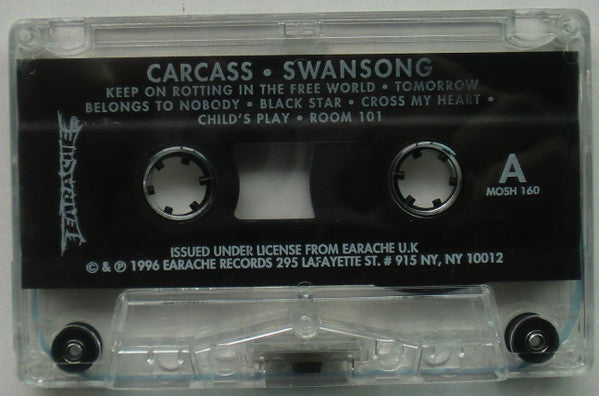 CARCASS • SWANSONG
KEEP ON ROTTING IN THE FREE WORLD • TOMORROW
BELONGS TO NOBODY • BLACK STAR • CROSS MY HEART •
CHILD'S PLAY • ROOM 101
EARACHE
A
MOSH 160
ISSUED UNDER LICENSE FROM EARACHE U.K
© & ℗ 1996 EARACHE RECORDS 295 LAFAYETTE ST. # 915 NY, NY 10012